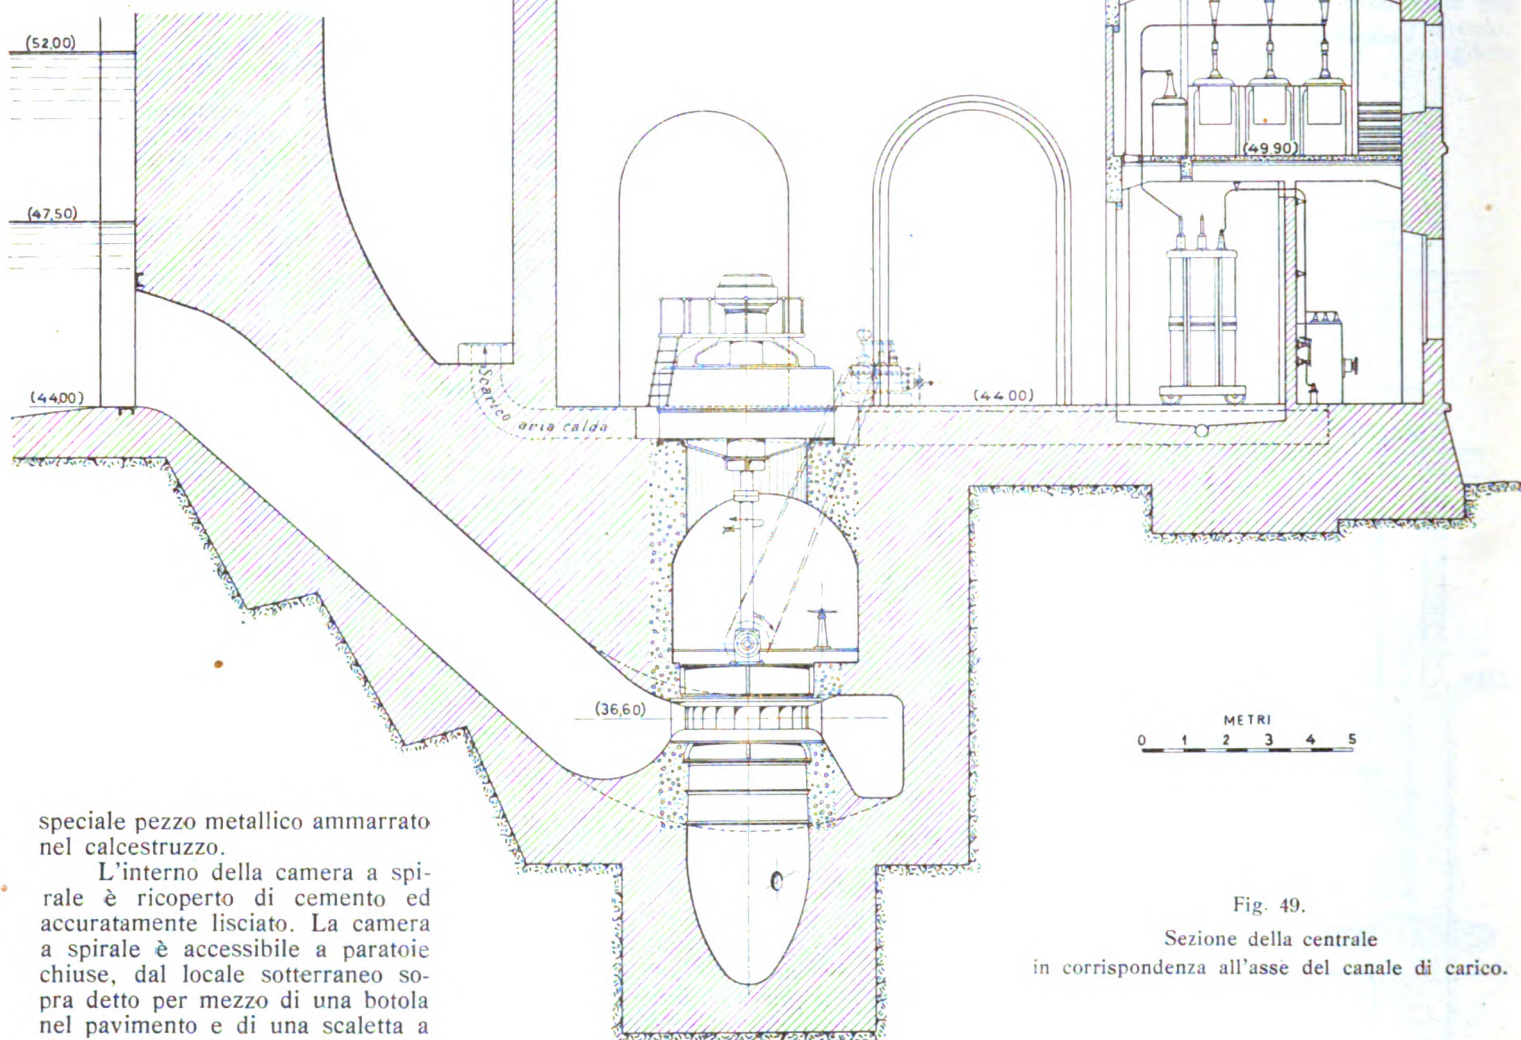 (52,00)
(47,50)
(44,00)
Scarico aria calda
(49,90)
(44 00)
(36,60)
METRI
0 1 2 3 4 5
speciale pezzo metallico ammarrato
nel calcestruzzo.
L'interno della camera a spi-
rale è ricoperto di cemento ed
accuratamente lisciato. La camera
a spirale è accessibile a paratoie
chiuse, dal locale sotterraneo so-
pra detto per mezzo di una botola
nel pavimento e di una scaletta a
Fig. 49.
Sezione della centrale
in corrispondenza all'asse del canale di carico.